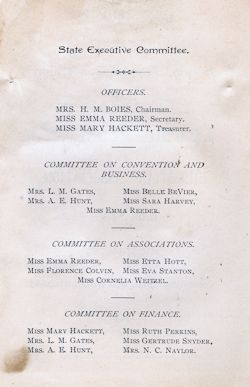 State Executive Committee.
OFFICERS.
MRS. H. M. BOIES, Chairman.
MISS EMMA REEDER, Secretary.
MISS MARY HACKETT, Treasurer.
COMMITTEE ON CONVENTION AND
BUSINESS.
MRS. L. M. GATES, MISS BELLE BEVIER,
MRS. A. E. HUNT, MISS SARA HARVEY,
MISS EMMA REEDER.
COMMITTEE ON ASSOCIATIONS.
MISS EMMA REEDER, MISS ETTA HOTT,
MISS FLORENCE COLVIN, MISS EVA STANTON,
MISS CORNELIA WEITZEL.
COMMITTEE ON FINANCE.
MISS MARY HACKETT, MISS RUTH PERKINS,
MRS. L. M. GATES, MISS GERTRUDE SNYDER,
MRS. A. E. HUNT, MRS. N. C. NAYLOR.